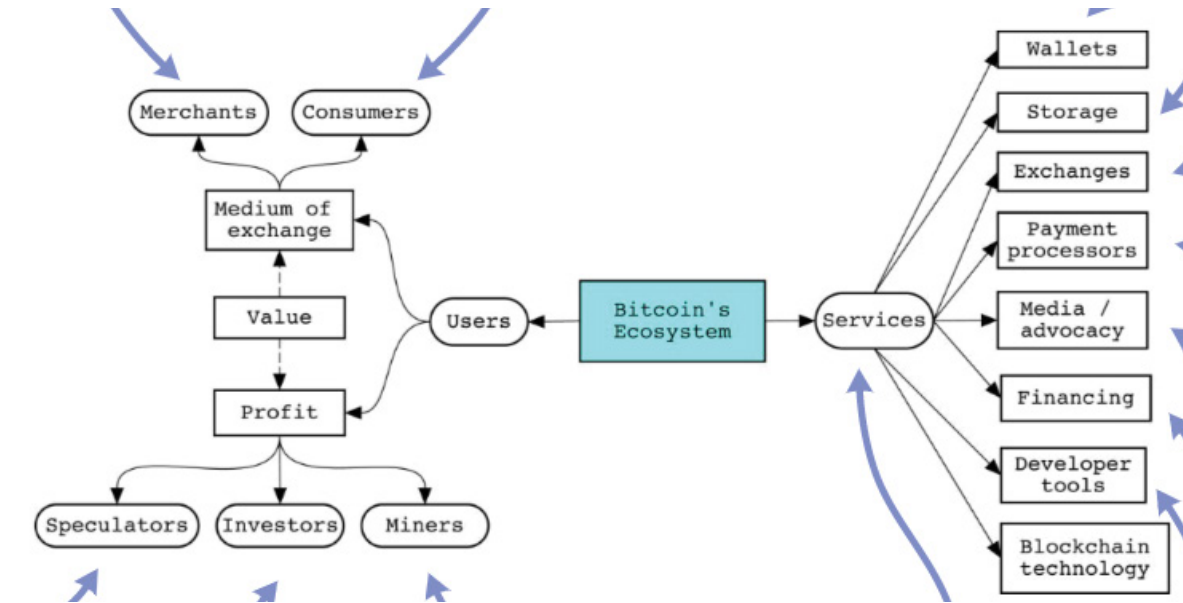 Merchants
Consumers
Medium of
exchange
Value
Profit
Speculators
Investors
Miners
Users
Bitcoin's
Ecosystem
Services
Wallets
Storage
Exchanges
Payment
processors
Media /
advocacy
Financing
Developer
tools
Blockchain
technology